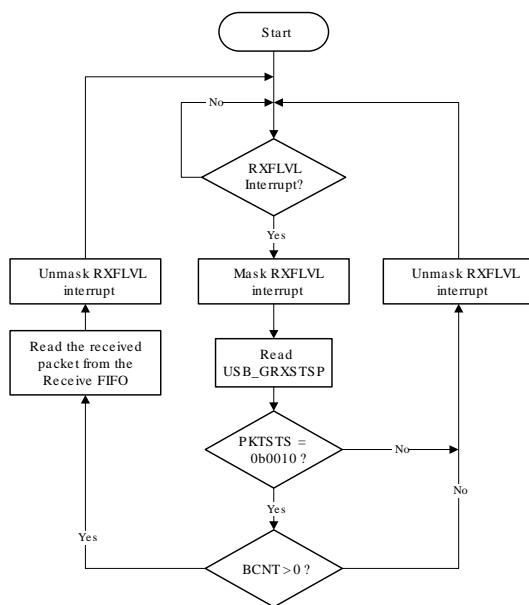 Start
No
RXFLVL
Interrupt?
Yes
Unmask RXFLVL
interrupt
Mask RXFLVL
interrupt
Unmask RXFLVL
interrupt
Read the received
packet from the
Receive FIFO
Read
USB_GRXSTSP
PKTSTS =
0b0010 ?
No
Yes
No
Yes
BCNT > 0 ?